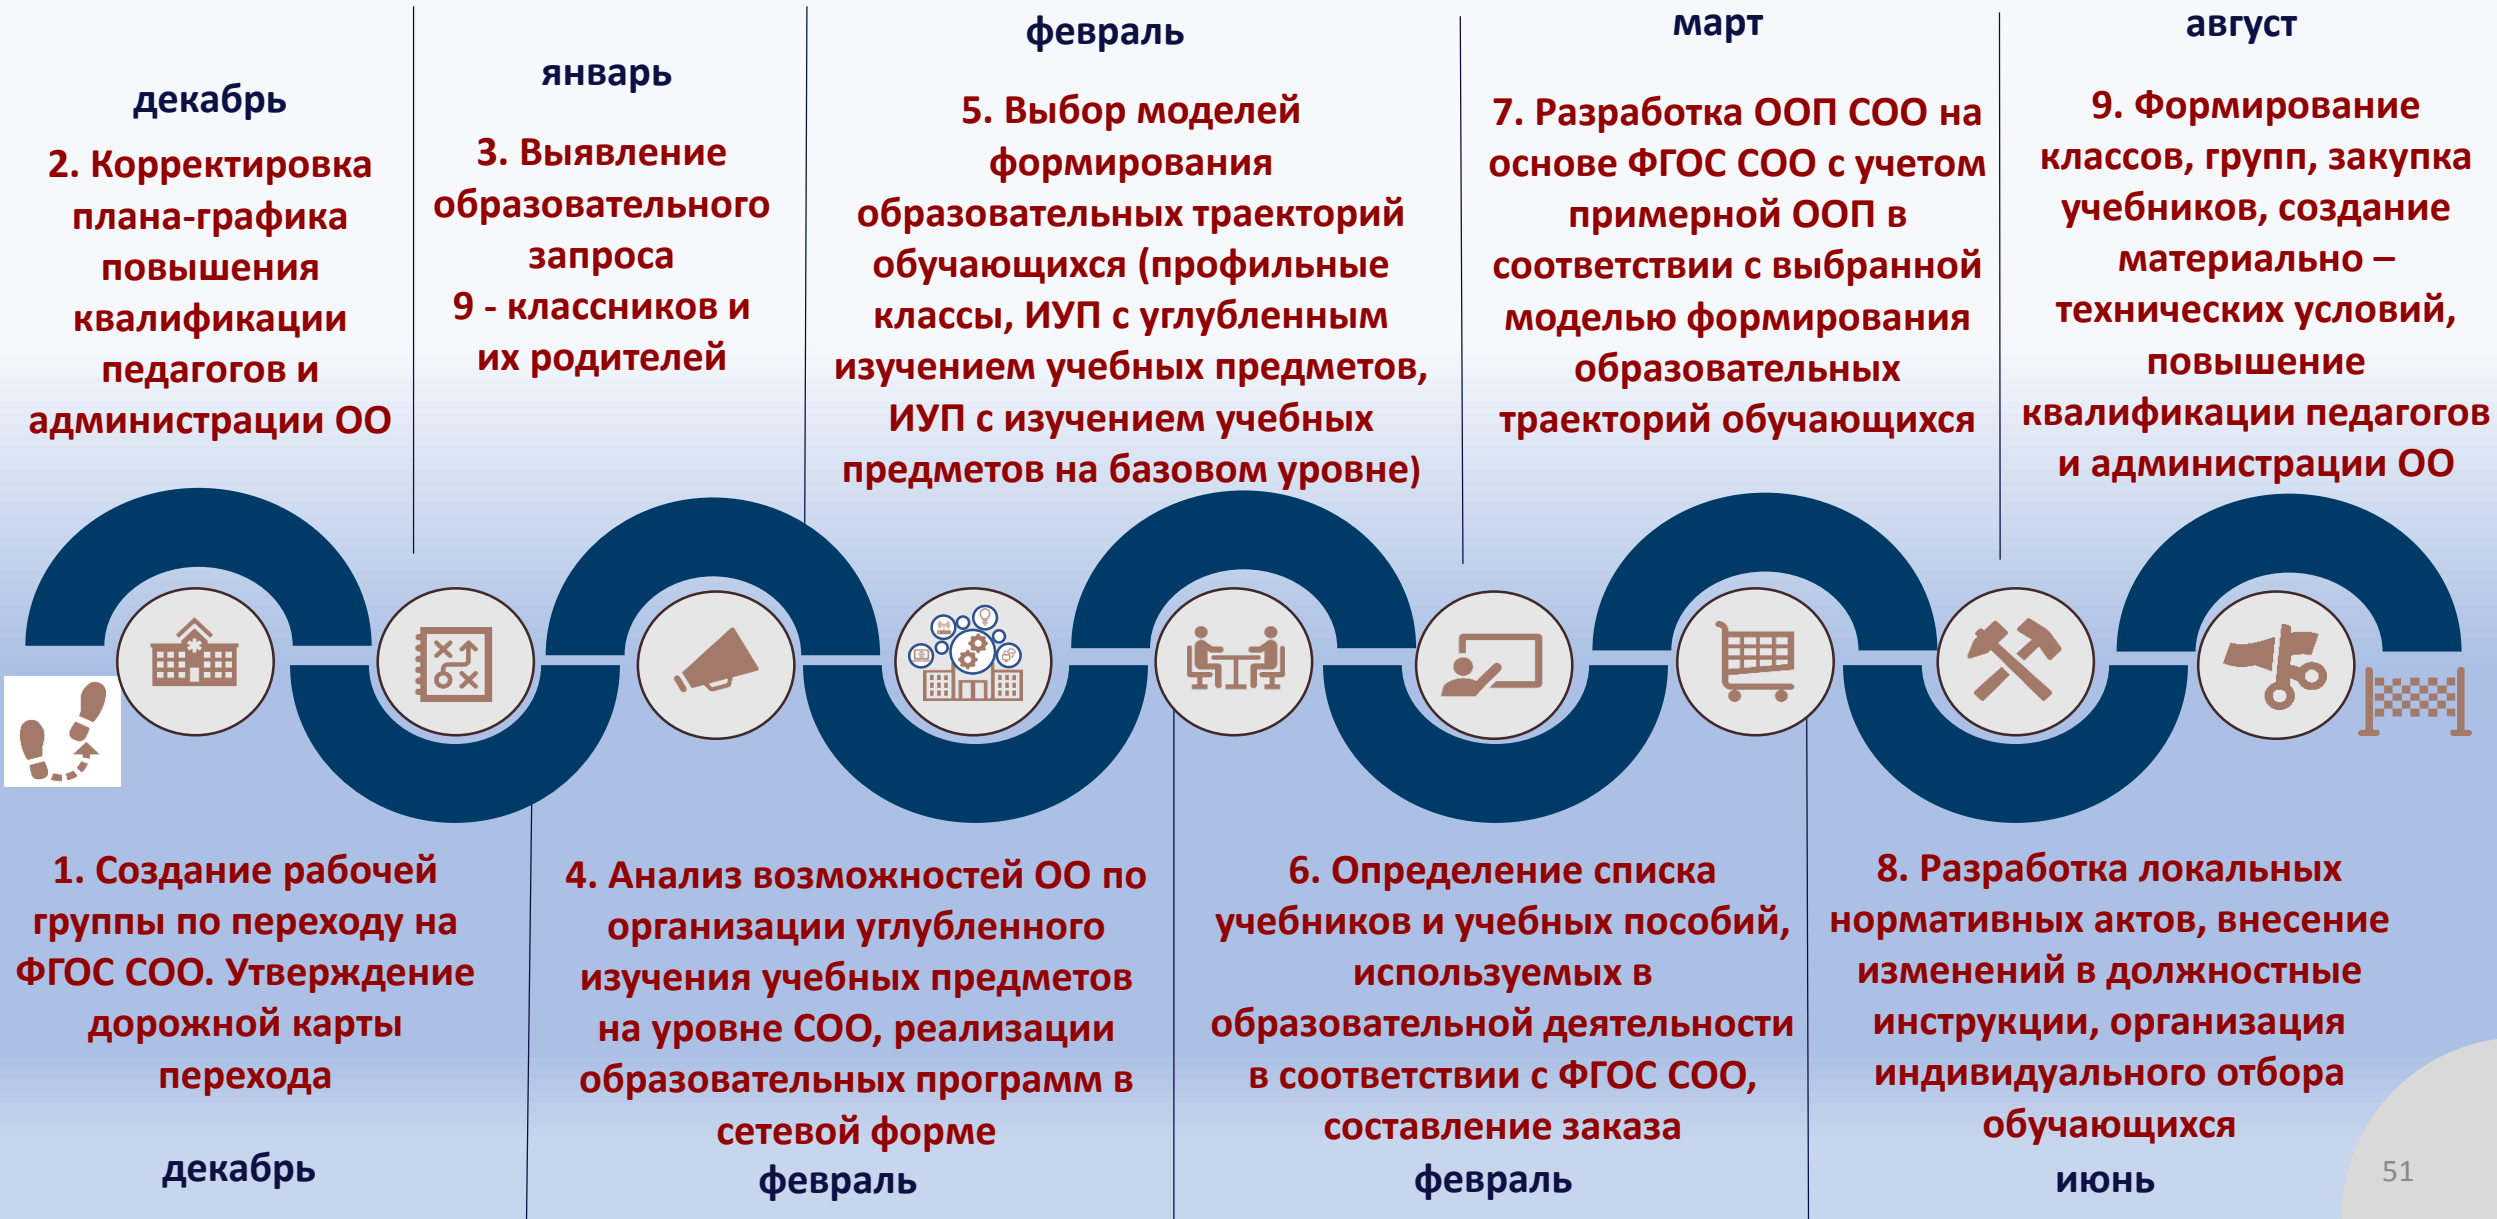 декабрь
2. Корректировка
плана-графика
повышения
квалификации
педагогов и
администрации ОО
январь
3. Выявление
образовательного
запроса
9 - классников и
их родителей
февраль
5. Выбор моделей
формирования
образовательных траекторий
обучающихся (профильные
классы, ИУП с углубленным
изучением учебных предметов,
ИУП с изучением учебных
предметов на базовом уровне)
март
7. Разработка ООП СОО на
основе ФГОС СОО с учетом
примерной ООП в
соответствии с выбранной
моделью формирования
образовательных
траекторий обучающихся
август
9. Формирование
классов, групп, закупка
учебников, создание
материально –
технических условий,
повышение
квалификации педагогов
и администрации ОО
1. Создание рабочей
группы по переходу на
ФГОС СОО. Утверждение
дорожной карты
перехода
декабрь
4. Анализ возможностей ОО по
организации углубленного
изучения учебных предметов
на уровне СОО, реализации
образовательных программ в
сетевой форме
февраль
6. Определение списка
учебников и учебных пособий,
используемых в
образовательной деятельности
в соответствии с ФГОС СОО,
составление заказа
февраль
8. Разработка локальных
нормативных актов, внесение
изменений в должностные
инструкции, организация
индивидуального отбора
обучающихся
июнь
51